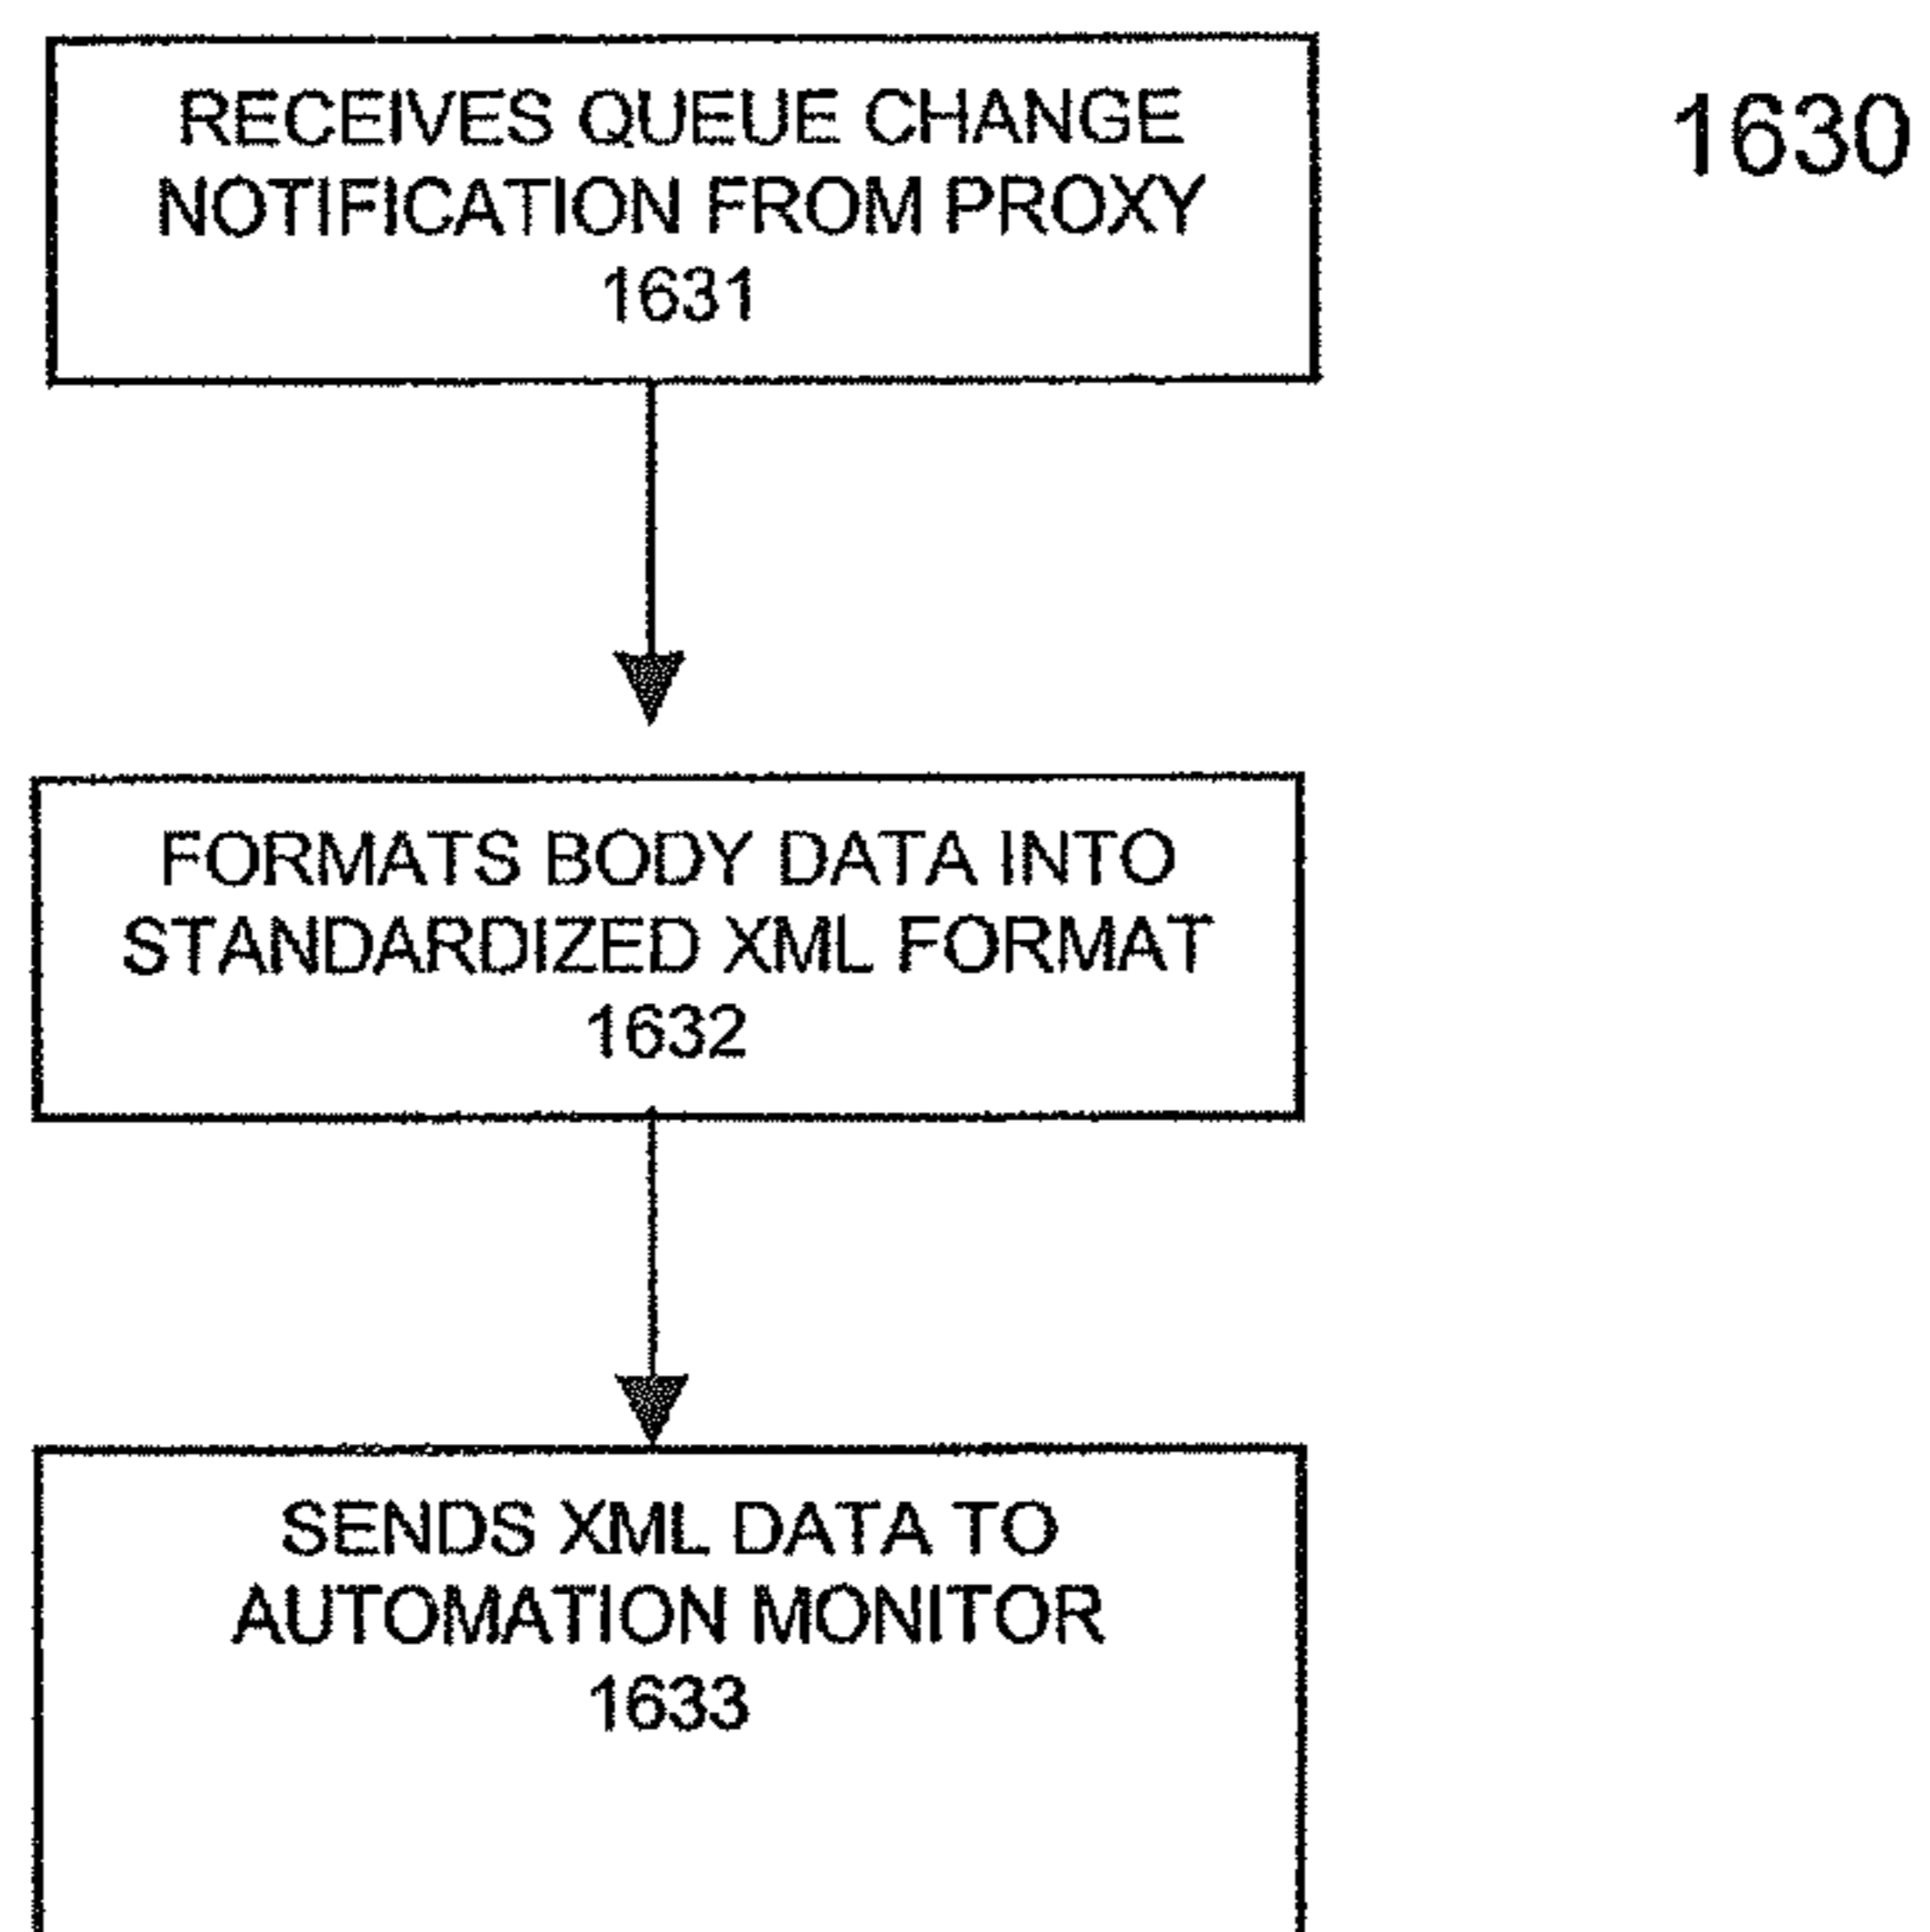 RECEIVES QUEUE CHANGE
NOTIFICATION FROM PROXY
1631
1630
FORMATS BODY DATA INTO
STANDARDIZED XML FORMAT
1632
SENDS XML DATA TO
AUTOMATION MONITOR
1633